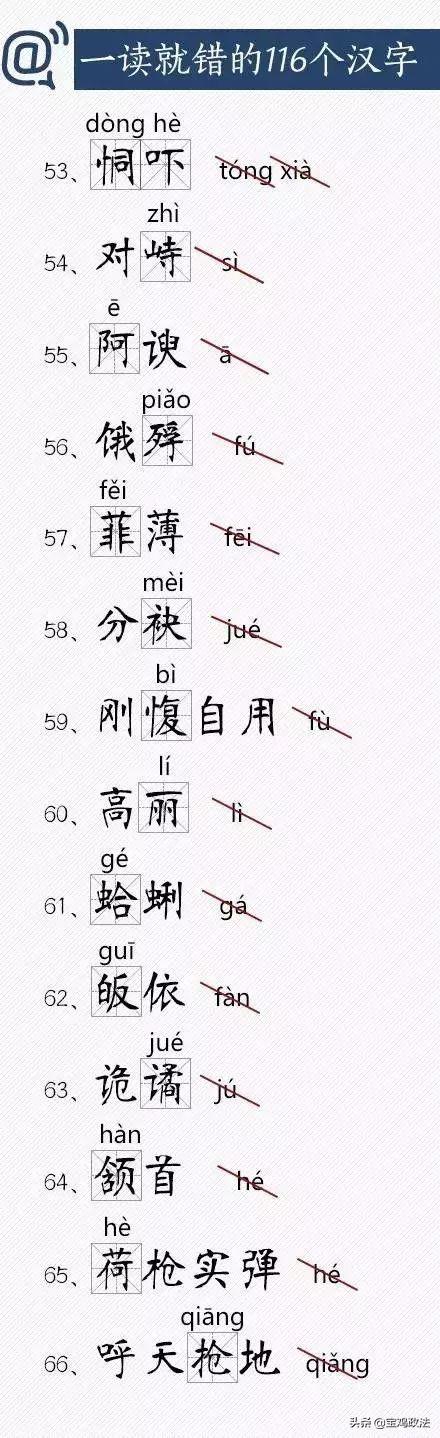 @ 一读就错的116个汉字
dòng hè
53、恫吓 tóng xià
zhì
54、对峙 sì
ē
55、阿谀 ā
piǎo
56、饿殍 fú
fěi
57、菲薄 fēi
mèi
58、分袂 jué
bì
59、刚愎自用 fù
lí
60、高丽 lì
gé
61、蛤蜊 gá
guī
62、皈依 fàn
jué
63、诡谲 jú
hàn
64、颔首 hé
hè
65、荷枪实弹 hé
qiāng
66、呼天抢地 qiǎng
头条 @宝鸡政法